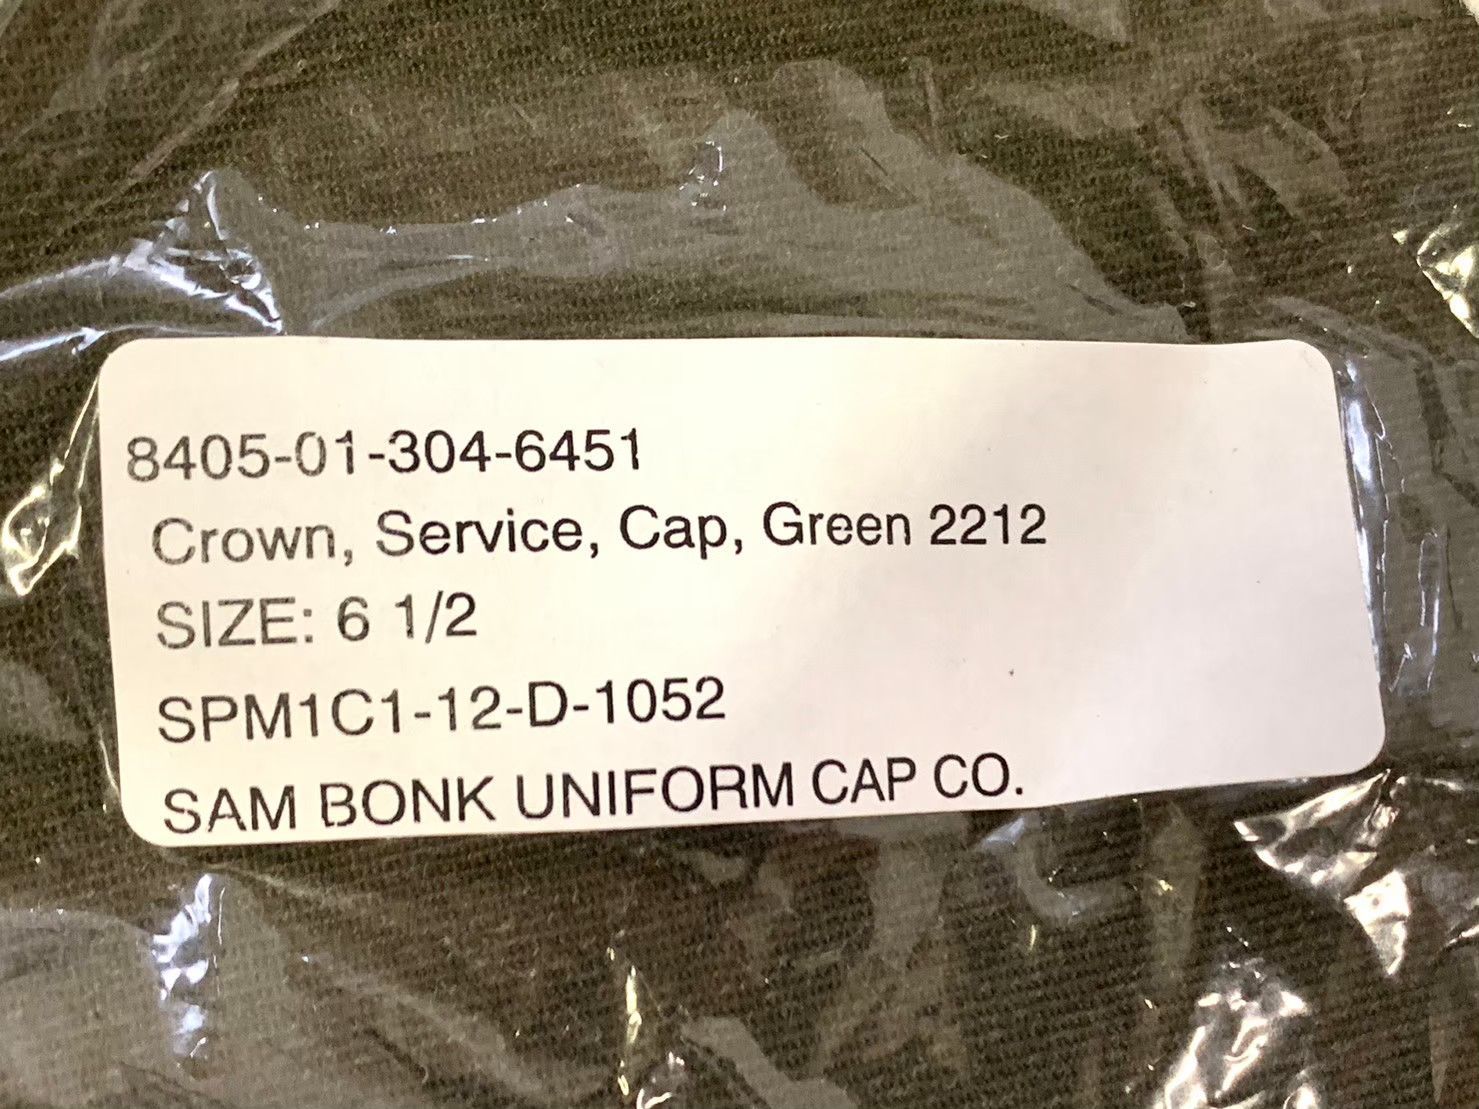 8405-01-304-6451
Crown, Service, Cap, Green 2212
SIZE: 6 1/2
SPM1C1-12-D-1052
SAM BONK UNIFORM CAP CO.